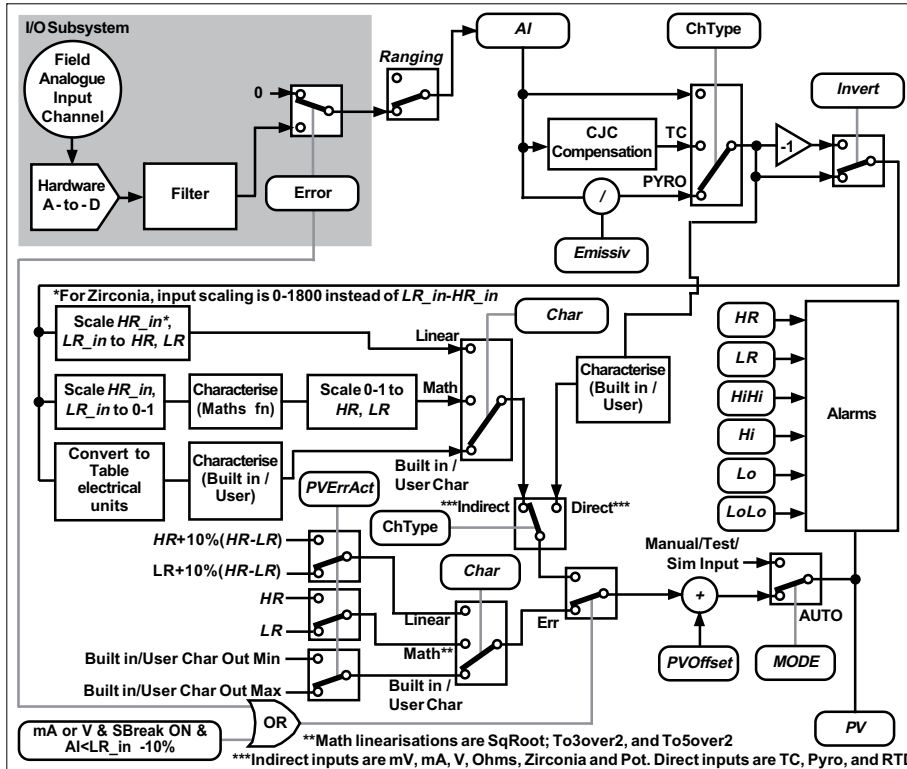 I/O Subsystem
Field
Analogue
Input
Channel
Hardware
A - to - D
Filter
0
Error
Ranging
AI
ChType
CJC
Compensation
TC
PYRO
/
Emissiv
-1
Invert
*For Zirconia, input scaling is 0-1800 instead of LR_in-HR_in
Scale HR_in*,
LR_in to HR, LR
Linear
Char
Scale HR_in,
LR_in to 0-1
Characterise
(Maths fn)
Scale 0-1 to
HR, LR
Math
Convert to
Table
electrical
units
Characterise
(Built in /
User)
Built in /
User Char
Characterise
(Built in /
User)
HR
LR
HiHi
Hi
Lo
LoLo
Alarms
PVErrAct
***Indirect
Direct***
ChType
HR+10%(HR-LR)
LR+10%(HR-LR)
HR
LR
Built in/User Char Out Min
Built in/User Char Out Max
Char
Linear
Math**
Built in /
User Char
Err
+
PVOffset
Manual/Test/
Sim Input
AUTO
MODE
PV
OR
mA or V & SBreak ON &
AI<LR_in -10%
**Math linearisations are SqRoot; To3over2, and To5over2
***Indirect inputs are mV, mA, V, Ohms, Zirconia and Pot. Direct inputs are TC, Pyro, and RTD